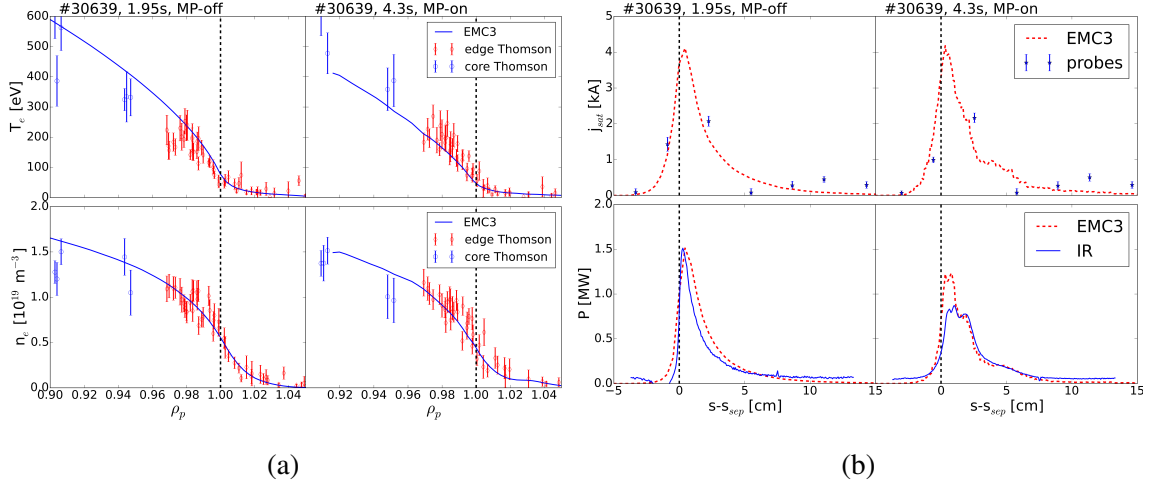 #30639, 1.95s, MP-off
#30639, 4.3s, MP-on
600
500
400
300
200
100
0
T_e [eV]
EMC3
edge Thomson
core Thomson
2.0
1.5
1.0
0.5
0.0
n_e [10^19 m^-3]
EMC3
edge Thomson
core Thomson
0.90 0.92 0.94 0.96 0.98 1.00 1.02 1.04
0.92 0.94 0.96 0.98 1.00 1.02 1.04
ρ_p
ρ_p
(a)
#30639, 1.95s, MP-off
#30639, 4.3s, MP-on
5
4
3
2
1
0
j_sat [kA]
EMC3
probes
2.0
1.5
1.0
0.5
0.0
P [MW]
EMC3
IR
−5 0 5 10 15
0 5 10 15
s-s_sep [cm]
s-s_sep [cm]
(b)